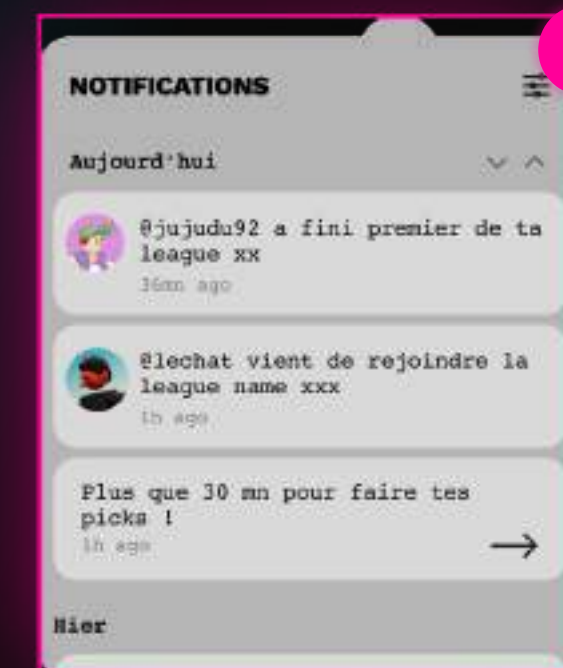 NOTIFICATIONS
Aujourd'hui
@jujudu92 a fini premier de ta
league xx
36mn ago
@lechat vient de rejoindre la
league name xxx
1h ago
Plus que 30 mn pour faire tes
picks !
1h ago
Hier